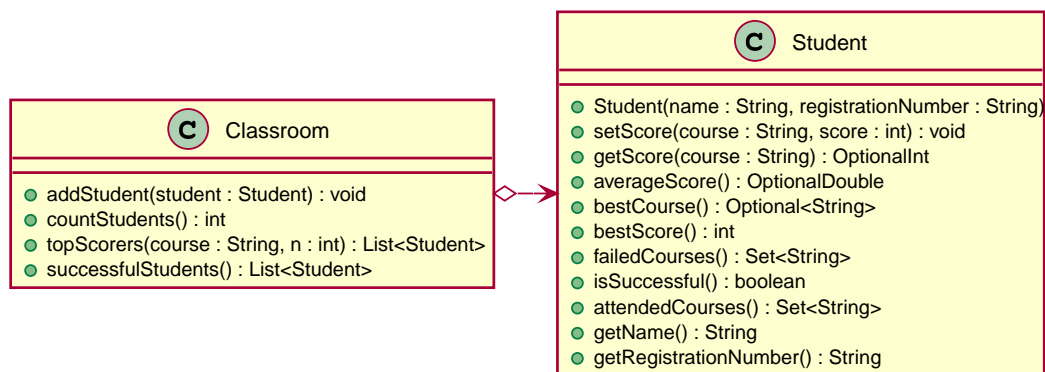 C Classroom
addStudent(student : Student) : void
countStudents() : int
topScorers(course : String, n : int) : List<Student>
successfulStudents() : List<Student>
C Student
Student(name : String, registrationNumber : String)
setScore(course : String, score : int) : void
getScore(course : String) : OptionalInt
averageScore() : OptionalDouble
bestCourse() : Optional<String>
bestScore() : int
failedCourses() : Set<String>
isSuccessful() : boolean
attendedCourses() : Set<String>
getName() : String
getRegistrationNumber() : String